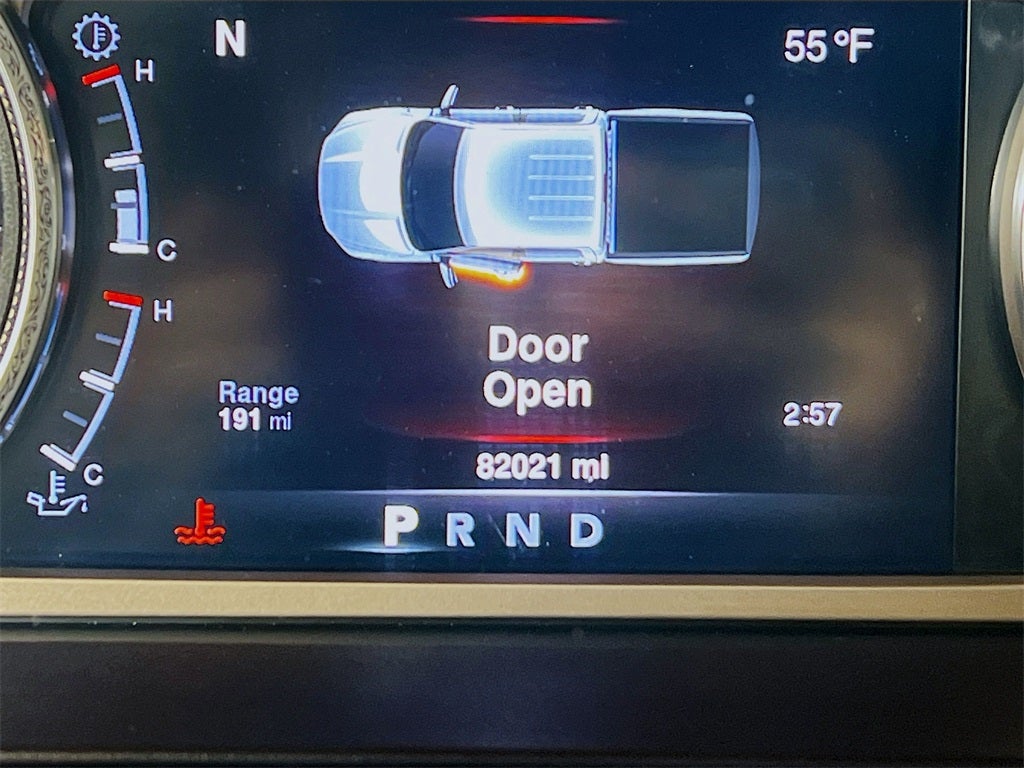 N
55°F
H
C
H
C
Door
Open
Range
191 mi
2:57
82021 mi
P R N D